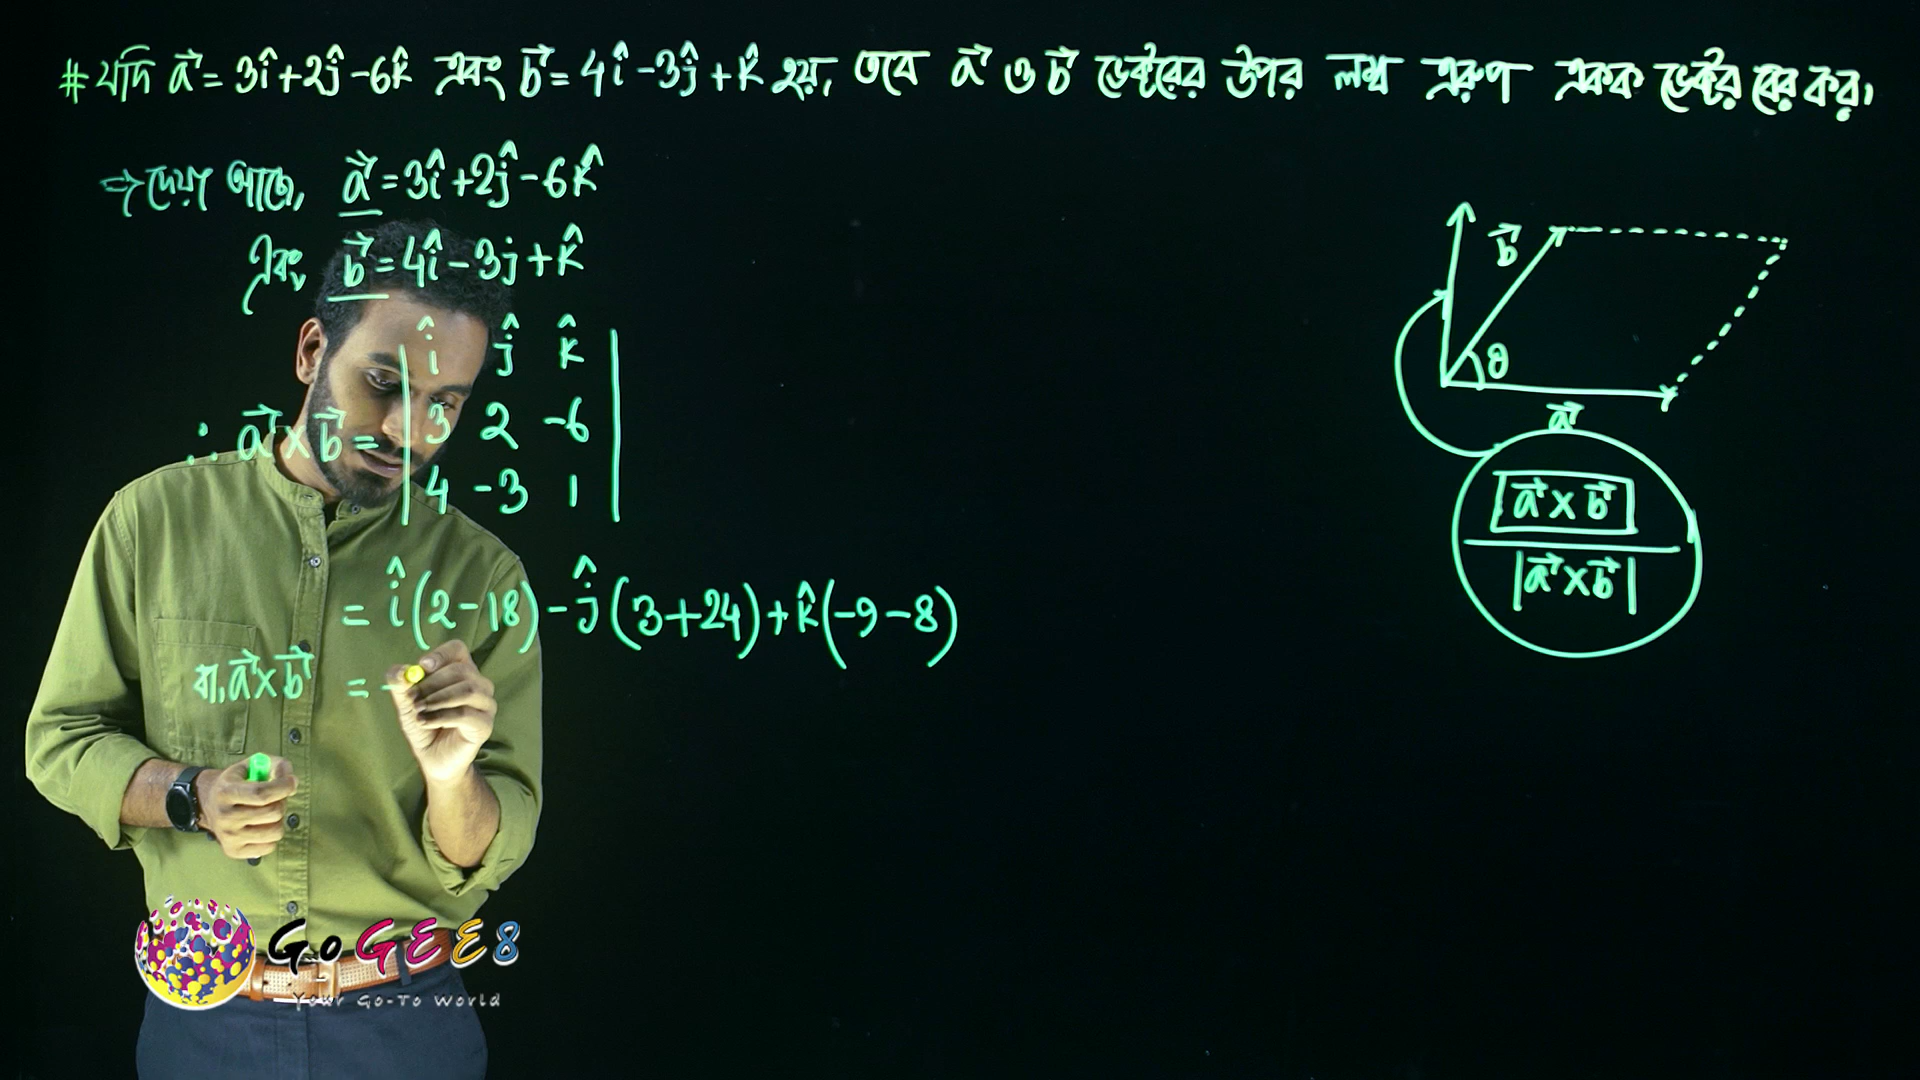 # যদি a⃗ = 3î+2ĵ-6k̂ এবং b⃗ = 4î-3ĵ+k̂ হয়, তবে a⃗ ও b⃗ ভেক্টরের উপর লম্ব এরূপ একক ভেক্টর বের কর।
⇒ দেয়া আছে, a⃗ = 3î+2ĵ-6k̂
এবং b⃗ = 4î-3j+k̂
î ĵ k̂
∴ a⃗×b⃗ = | 3 2 -6 |
4 -3 1
= î(2-18)-ĵ(3+24)+k̂(-9-8)
বা, a⃗×b⃗ = -
b⃗
θ
a⃗
a⃗×b⃗
|a⃗×b⃗|
GoGEE8
Your Go-To World